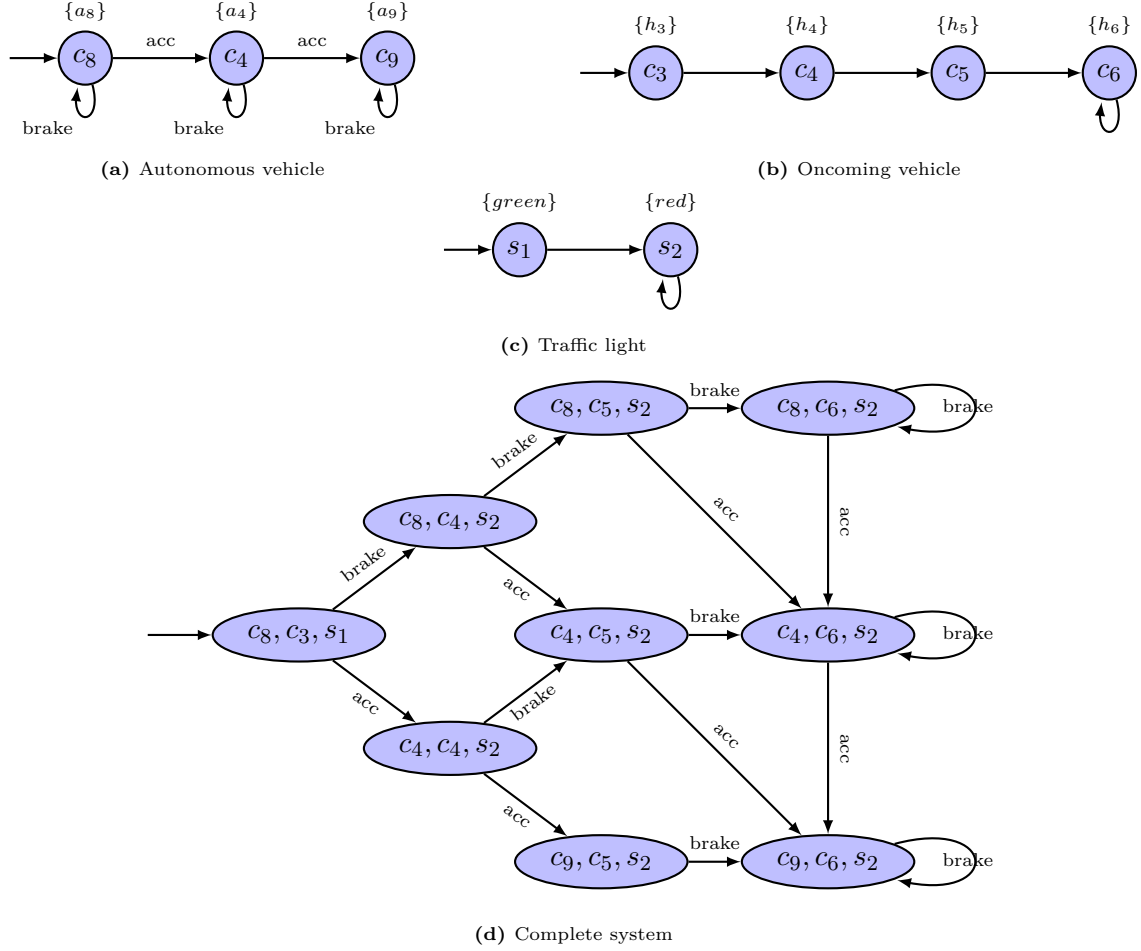 {a₈} {a₄} {a₉}
acc acc
c₈ c₄ c₉
brake brake brake
(a) Autonomous vehicle
{h₃} {h₄} {h₅} {h₆}
c₃ c₄ c₅ c₆
(b) Oncoming vehicle
{green} {red}
s₁ s₂
(c) Traffic light
c₈, c₅, s₂ brake c₈, c₆, s₂ brake
brake
acc acc
c₈, c₄, s₂
brake acc
c₈, c₃, s₁ c₄, c₅, s₂ brake c₄, c₆, s₂ brake
acc brake
acc acc
c₄, c₄, s₂
acc
c₉, c₅, s₂ brake c₉, c₆, s₂ brake
(d) Complete system